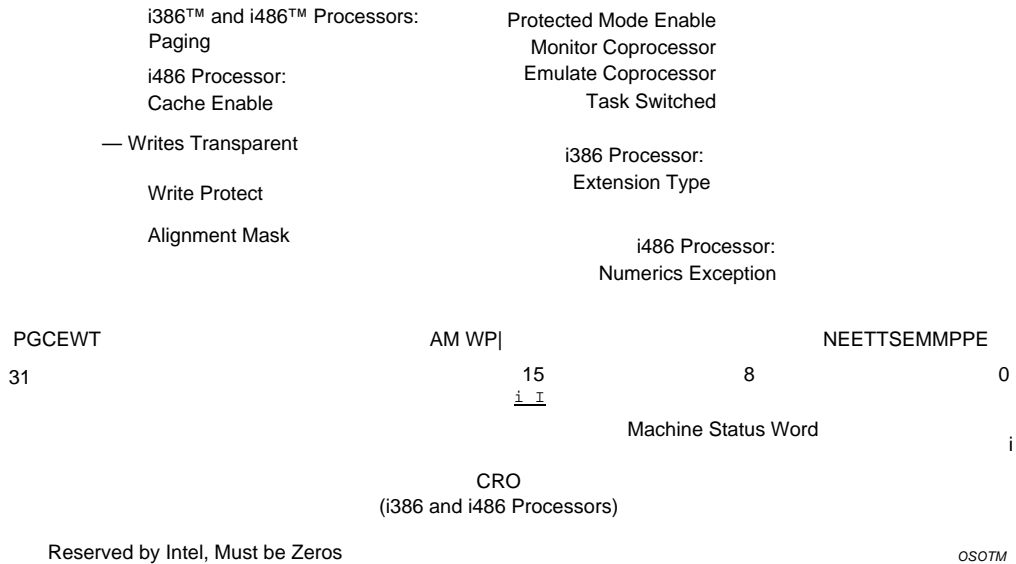 i386™ and i486™ Processors:
Paging
i486 Processor:
Cache Enable
— Writes Transparent
Write Protect
Alignment Mask
Protected Mode Enable
Monitor Coprocessor
Emulate Coprocessor
Task Switched
i386 Processor:
Extension Type
i486 Processor:
Numerics Exception
PGCEWT AM WP| NEETTSEMMPPE
31 15 8 0
i I
Machine Status Word
i
CRO
(i386 and i486 Processors)
Reserved by Intel, Must be Zeros OSOTM